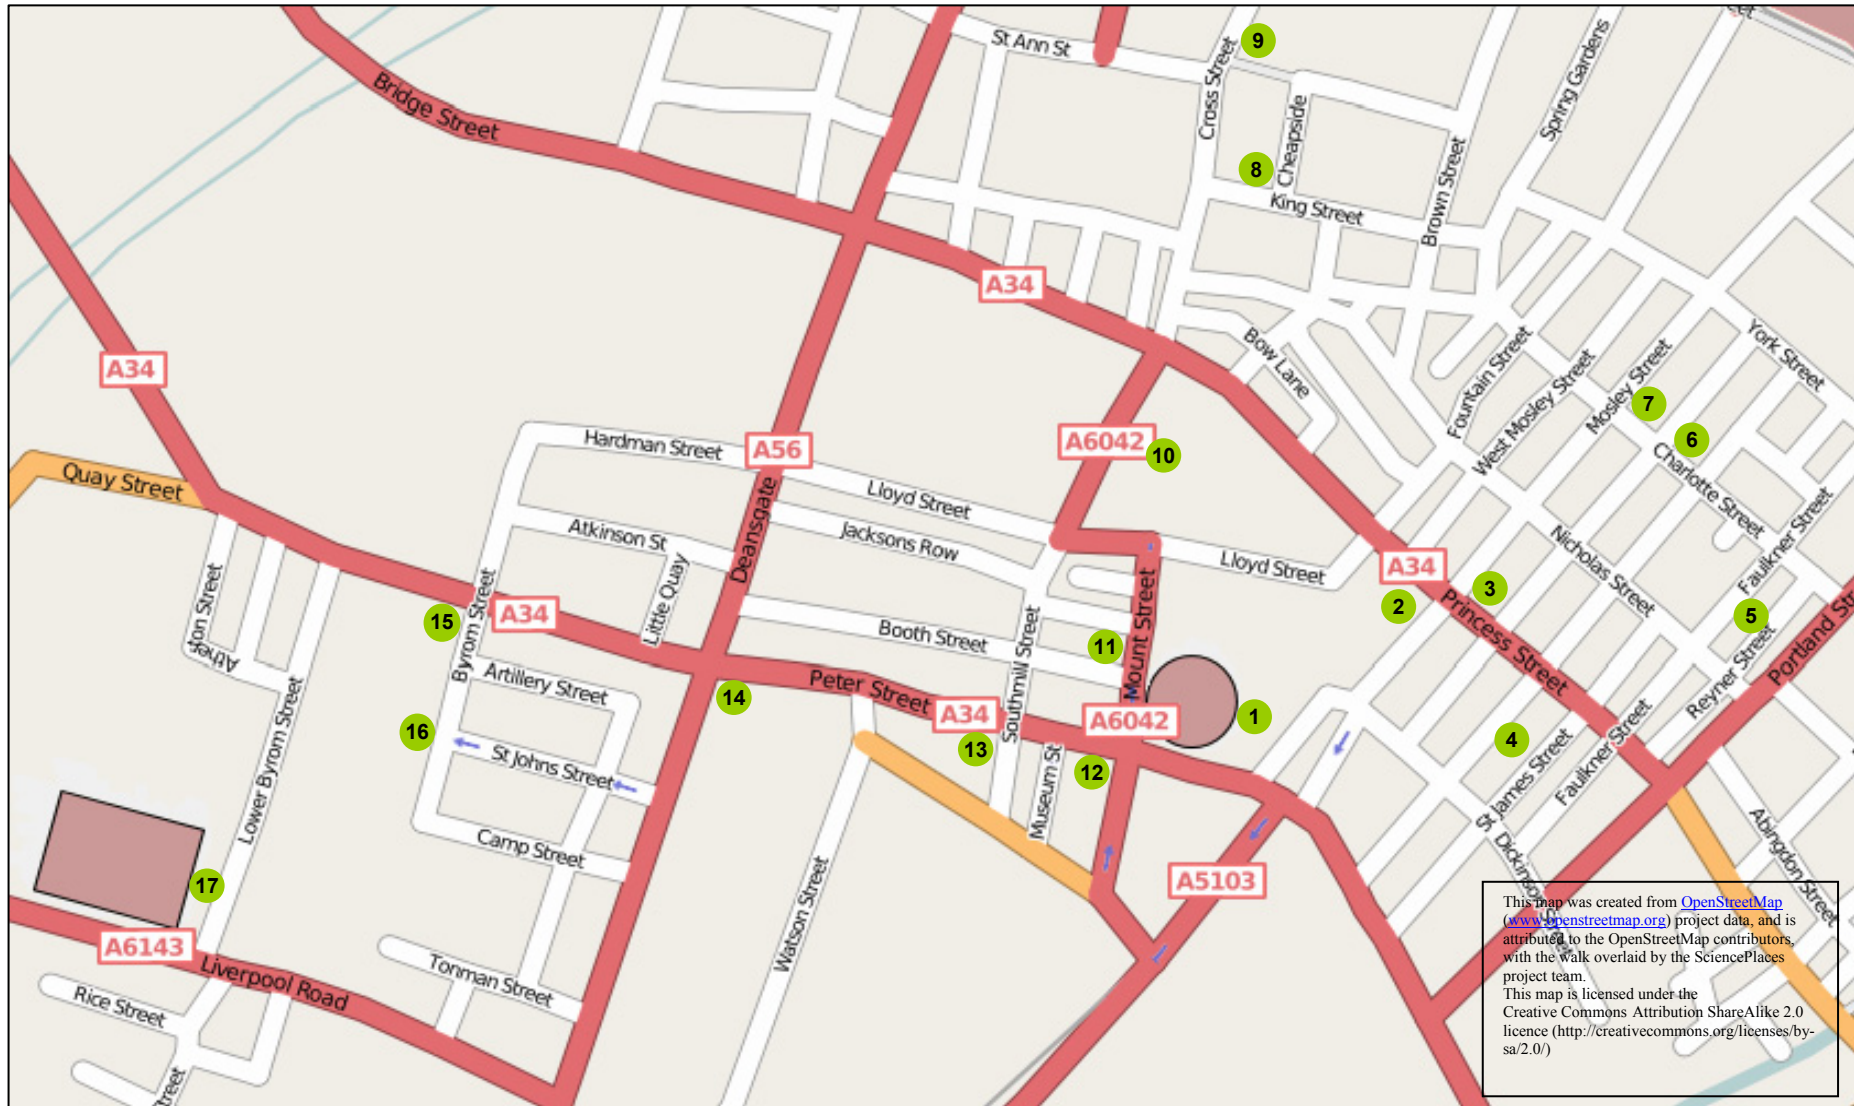 St Ann St
Cross Street
9
Spring Gardens
Bridge Street
Cheapside
8
King Street
Brown Street
A34
A34
Bow Lane
Fountain Street
West Mosley Street
Mosley Street
York Street
7
6
Charlotte Street
A6042
10
A56
Hardman Street
Quay Street
Lloyd Street
Jacksons Row
Atkinson St
Deansgate
Little Quay
Lloyd Street
A34
Nicholas Street
Faulkner Street
3
2
5
Princess Street
Portland Str
Reyner Street
Atherton Street
Byrom Street
15
A34
Booth Street
Southmill Street
Mount Street
11
Artillery Street
14
Peter Street
A34
A6042
1
13
12
16
St Johns Street
Museum St
4
St James Street
Faulkner Street
Lower Byrom Street
Camp Street
Watson Street
A5103
Dickinson Street
Abingdon Street
17
A6143
Liverpool Road
Tonman Street
Rice Street
Street
This map was created from OpenStreetMap
(www.openstreetmap.org) project data, and is
attributed to the OpenStreetMap contributors,
with the walk overlaid by the SciencePlaces
project team.
This map is licensed under the
Creative Commons Attribution ShareAlike 2.0
licence (http://creativecommons.org/licenses/by-
sa/2.0/)